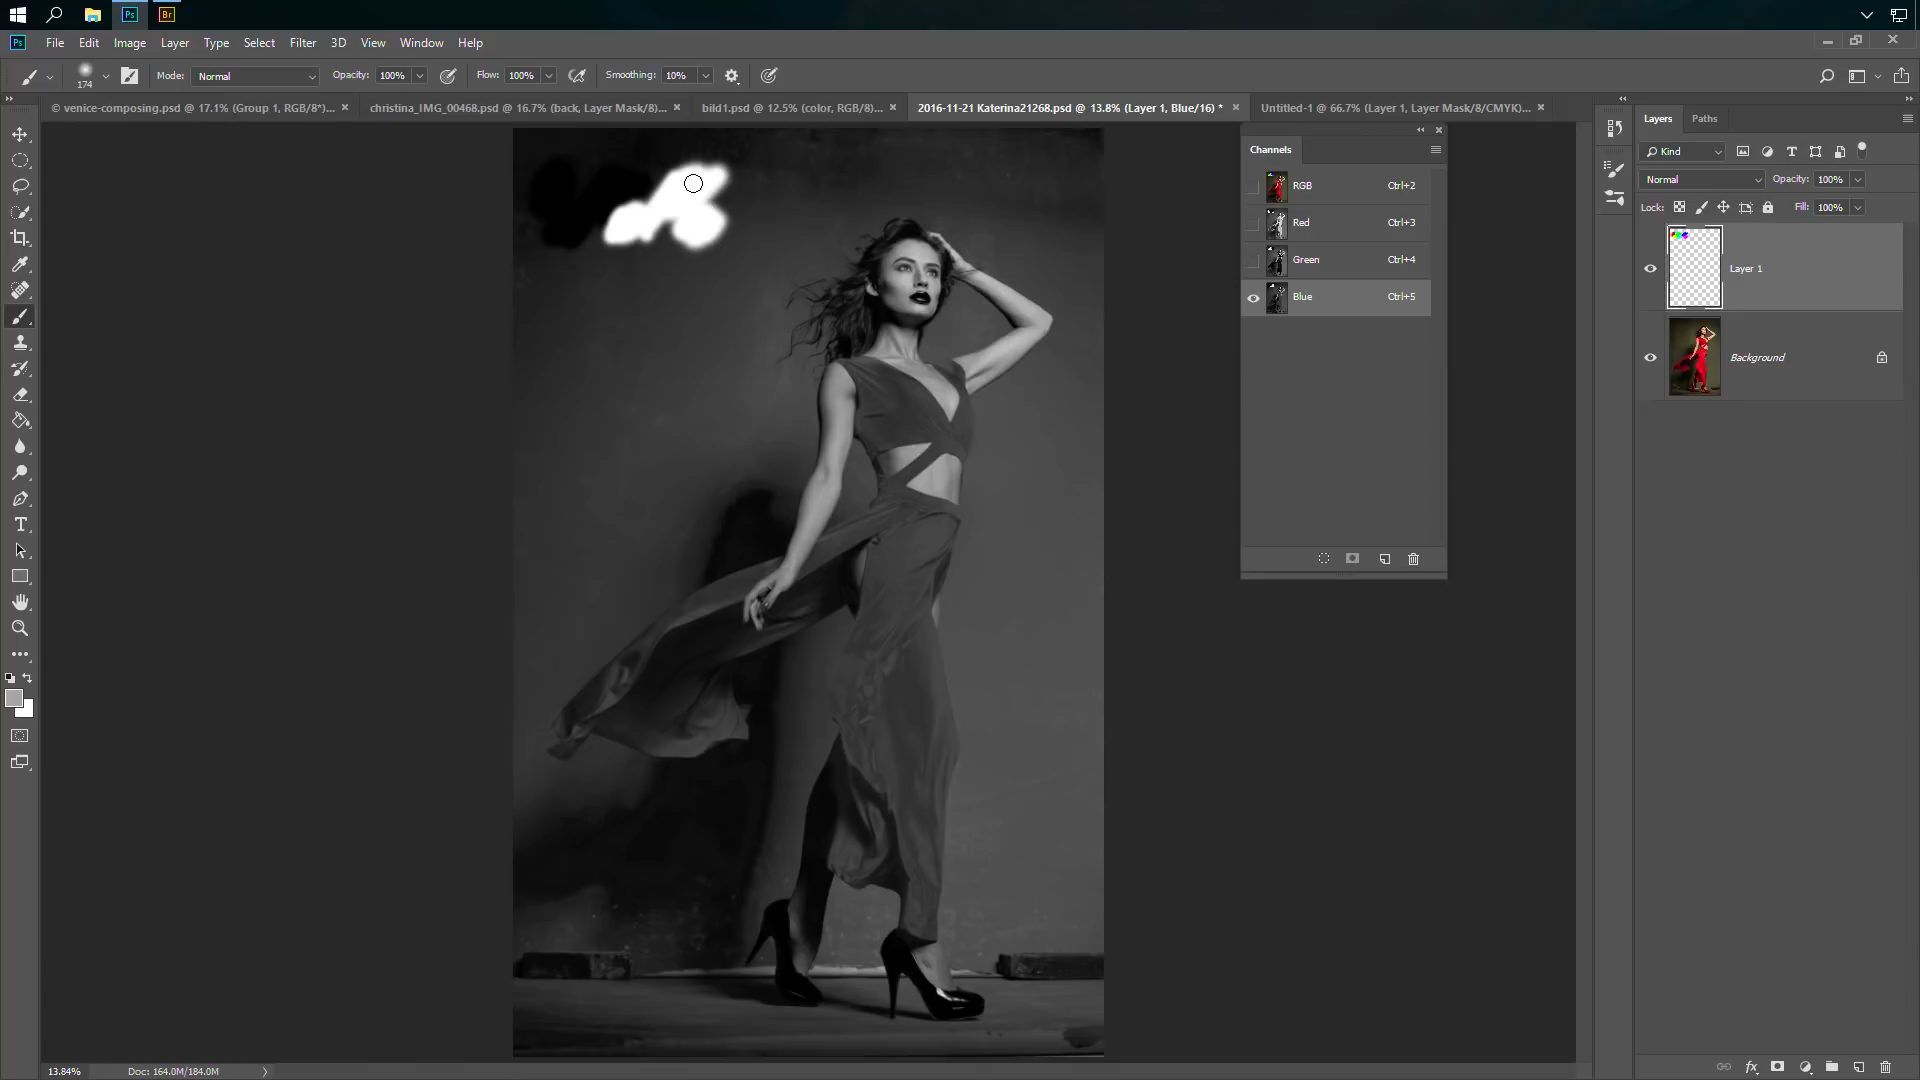 Ps Br
Ps File Edit Image Layer Type Select Filter 3D View Window Help
174 Mode: Normal Opacity: 100% Flow: 100% Smoothing: 10%
© venice-composing.psd @ 17.1% (Group 1, RGB/8*)... × christina_IMG_00468.psd @ 16.7% (back, Layer Mask/8)... × bild1.psd @ 12.5% (color, RGB/8)... × 2016-11-21 Katerina21268.psd @ 13.8% (Layer 1, Blue/16) * × Untitled-1 @ 66.7% (Layer 1, Layer Mask/8/CMYK)... ×
Channels
RGB Ctrl+2
Red Ctrl+3
Green Ctrl+4
Blue Ctrl+5
Layers Paths
Kind
Normal Opacity: 100%
Lock: Fill: 100%
Layer 1
Background
fx
13.84% Doc: 164.0M/184.0M